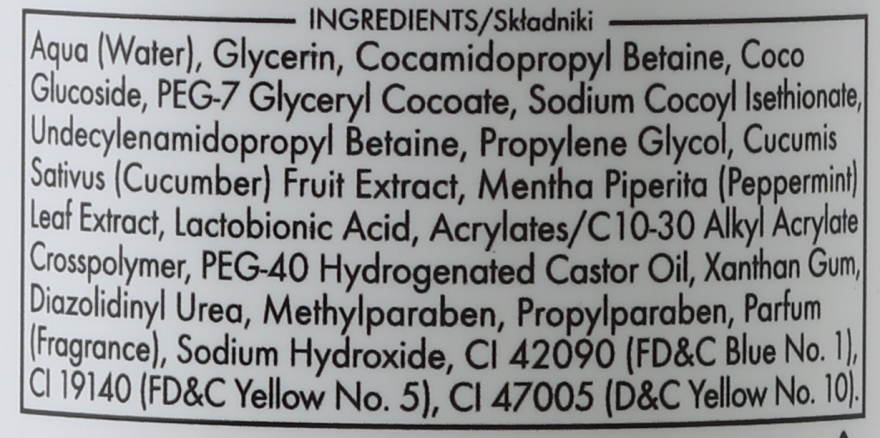 INGREDIENTS/Składniki
Aqua (Water), Glycerin, Cocamidopropyl Betaine, Coco
Glucoside, PEG-7 Glyceryl Cocoate, Sodium Cocoyl Isethionate,
Undecylenamidopropyl Betaine, Propylene Glycol, Cucumis
Sativus (Cucumber) Fruit Extract, Mentha Piperita (Peppermint)
Leaf Extract, Lactobionic Acid, Acrylates/C10-30 Alkyl Acrylate
Crosspolymer, PEG-40 Hydrogenated Castor Oil, Xanthan Gum,
Diazolidinyl Urea, Methylparaben, Propylparaben, Parfum
(Fragrance), Sodium Hydroxide, CI 42090 (FD&C Blue No. 1),
CI 19140 (FD&C Yellow No. 5), CI 47005 (D&C Yellow No. 10).